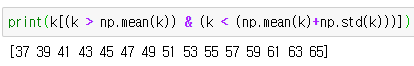 print(k[(k > np.mean(k)) & (k < (np.mean(k)+np.std(k)))])
[37 39 41 43 45 47 49 51 53 55 57 59 61 63 65]